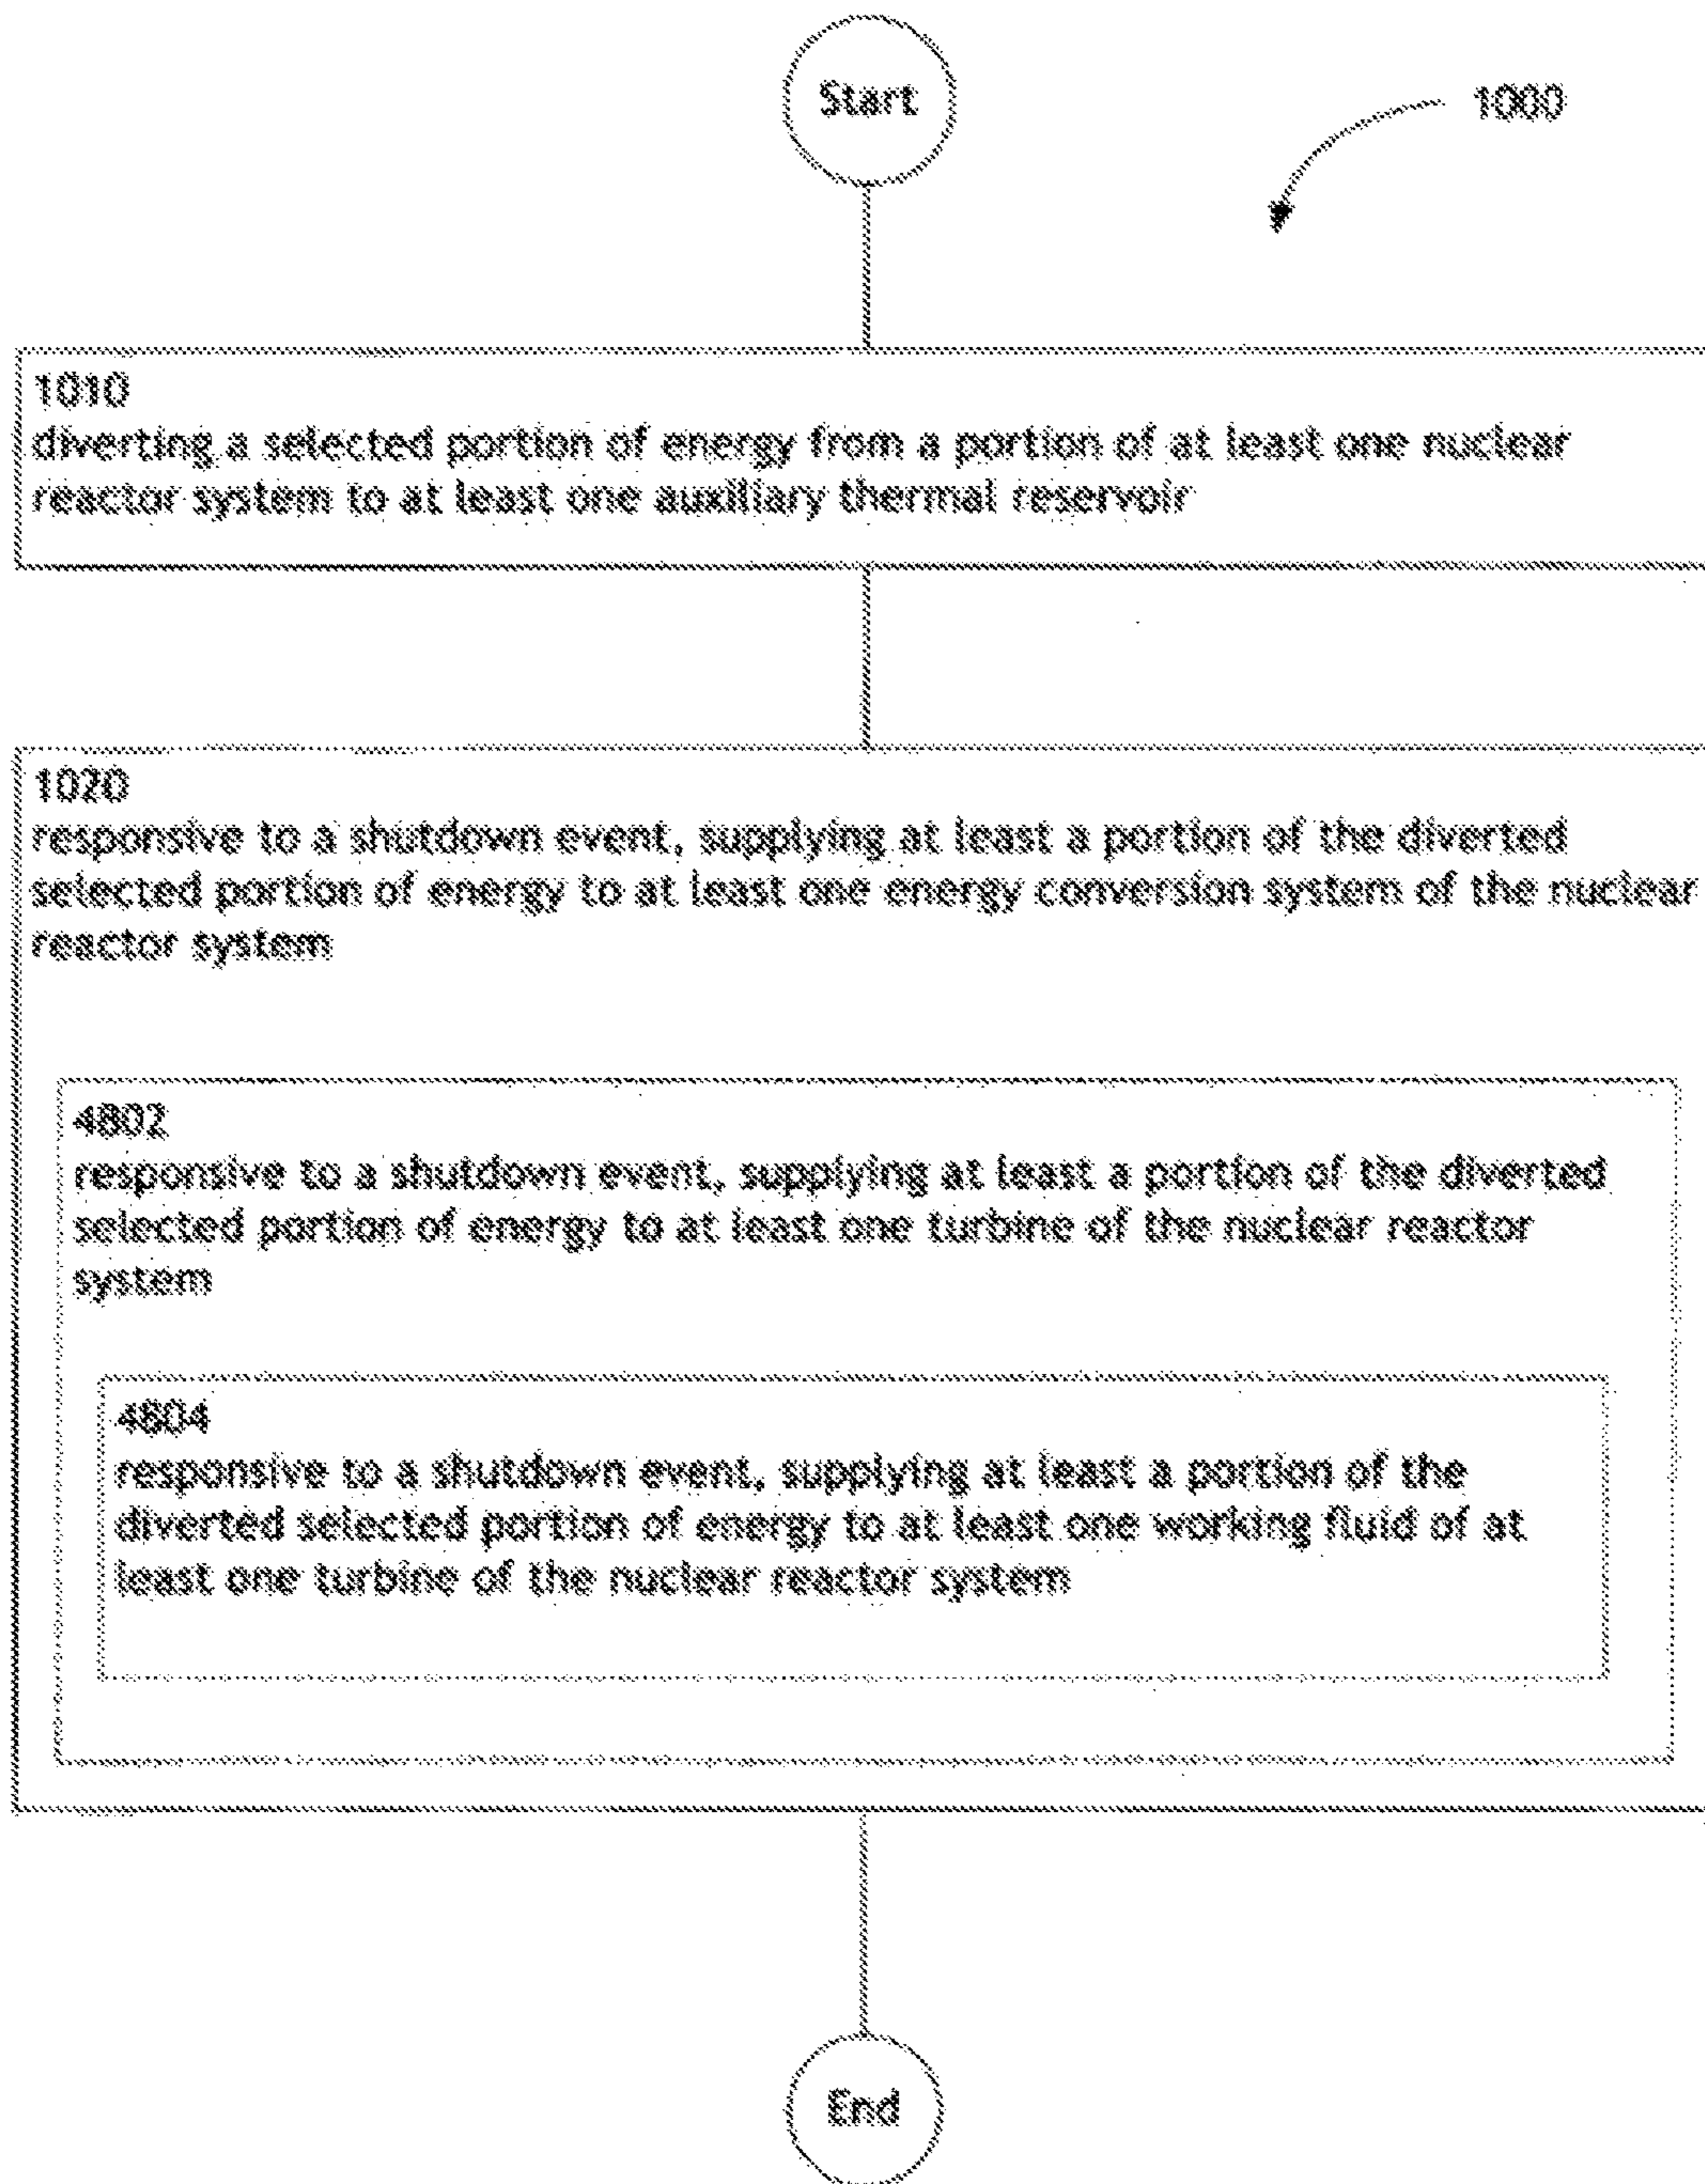 Start
1000
1010
diverting a selected portion of energy from a portion of at least one nuclear
reactor system to at least one auxiliary thermal reservoir
1020
responsive to a shutdown event, supplying at least a portion of the diverted
selected portion of energy to at least one energy conversion system of the nuclear
reactor system
4802
responsive to a shutdown event, supplying at least a portion of the diverted
selected portion of energy to at least one turbine of the nuclear reactor
system
4804
responsive to a shutdown event, supplying at least a portion of the
diverted selected portion of energy to at least one working fluid of at
least one turbine of the nuclear reactor system
End